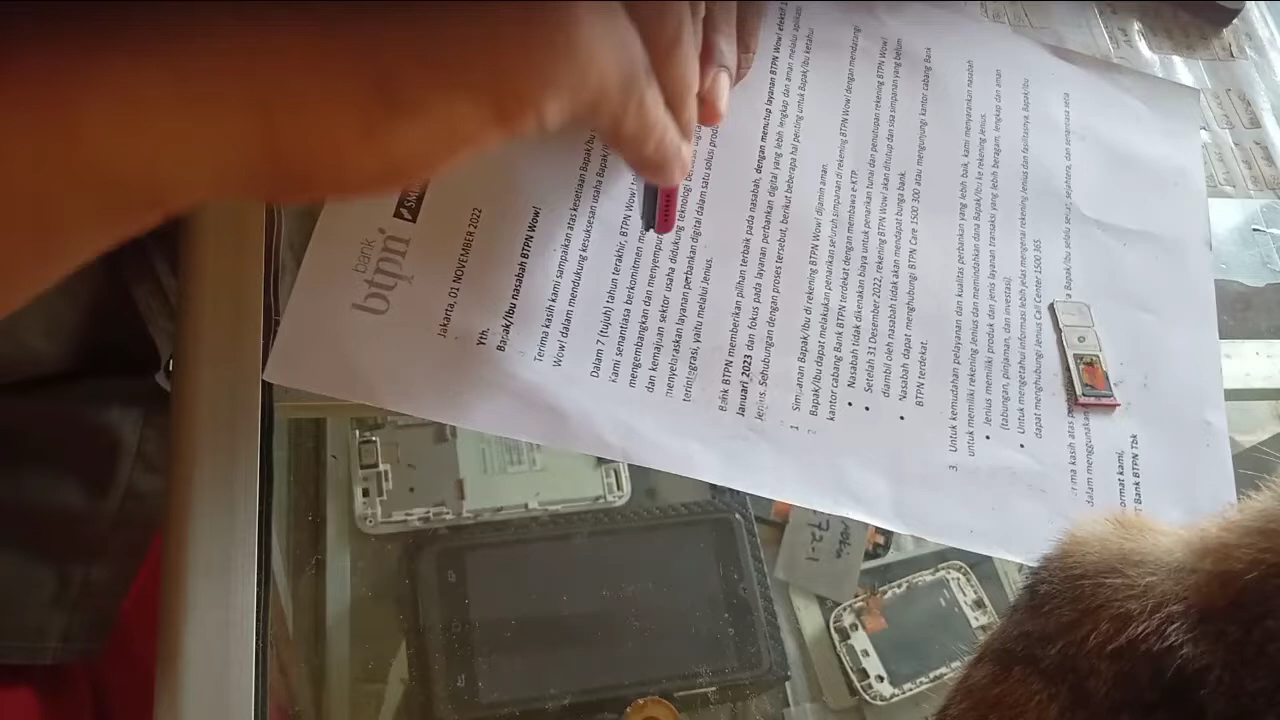 bank
btpn
SM
Jakarta, 01 NOVEMBER 2022
Yth.
Bapak/Ibu nasabah BTPN Wow!
Terima kasih kami sampaikan atas kesetiaan Bapak/Ibu
Wow! dalam mendukung kesuksesan usaha Bapak/I
Dalam 7 (tujuh) tahun terakhir, BTPN Wow!
Kami senantiasa berkomitmen
mengembangkan dan menyempur
dan kemajuan sektor usaha didukung teknologi berbasis digita
menyelaraskan layanan perbankan digital dalam satu solusi prod
terintegrasi, yaitu melalui Jenius.
Bank BTPN memberikan pilihan terbaik pada nasabah, dengan menutup layanan BTPN Wow! efektif 1
Januari 2023 dan fokus pada layanan perbankan digital yang lebih lengkap dan aman melalui aplikasi
Jenius. Sehubungan dengan proses tersebut, berikut beberapa hal penting untuk Bapak/Ibu ketahui
1 Simpanan Bapak/Ibu di rekening BTPN Wow! dijamin aman.
2 Bapak/Ibu dapat melakukan penarikan seluruh simpanan di rekening BTPN Wow! dengan mendatangi
kantor cabang Bank BTPN terdekat dengan membawa e-KTP.
• Nasabah tidak dikenakan biaya untuk penarikan tunai dan penutupan rekening BTPN Wow!
• Setelah 31 Desember 2022, rekening BTPN Wow! akan ditutup dan sisa simpanan yang belum
diambil oleh nasabah tidak akan mendapat bunga bank.
• Nasabah dapat menghubungi BTPN Care 1500 300 atau mengunjungi kantor cabang Bank
BTPN terdekat.
3. Untuk kemudahan pelayanan dan kualitas perbankan yang lebih baik, kami menyarankan nasabah
untuk memiliki rekening Jenius dan memindahkan dana Bapak/Ibu ke rekening Jenius.
• Jenius memiliki produk dan jenis layanan transaksi yang lebih beragam, lengkap dan aman
(tabungan, pinjaman, dan investasi).
• Untuk mengetahui informasi lebih jelas mengenai rekening Jenius dan fasilitasnya, Bapak/Ibu
dapat menghubungi Jenius Call Center 1500 365.
rima kasih atas pe a Bapak/Ibu selalu sehat, sejahtera, dan senantiasa setia
dalam menggunakan
ormat kami,
T Bank BTPN Tbk
nokia
72-1